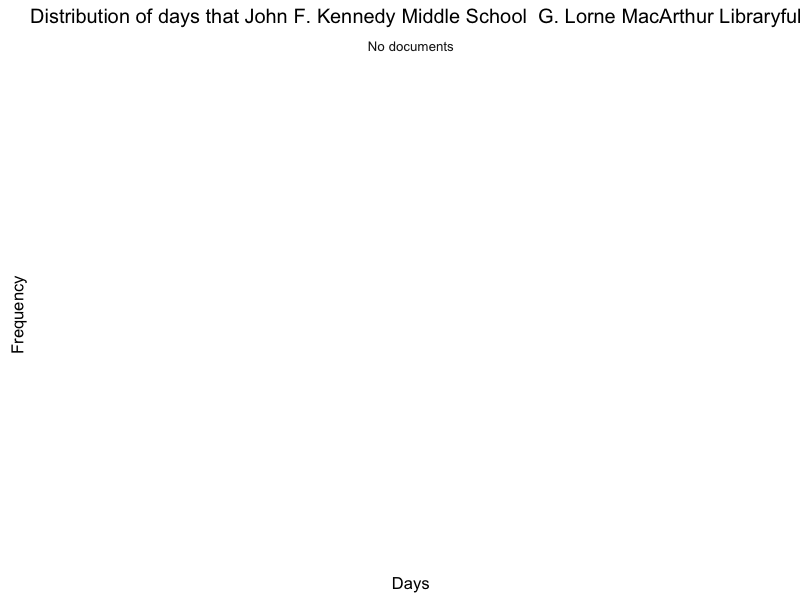 Distribution of days that John F. Kennedy Middle School  G. Lorne MacArthur Libraryful
No documents
Frequency
Days